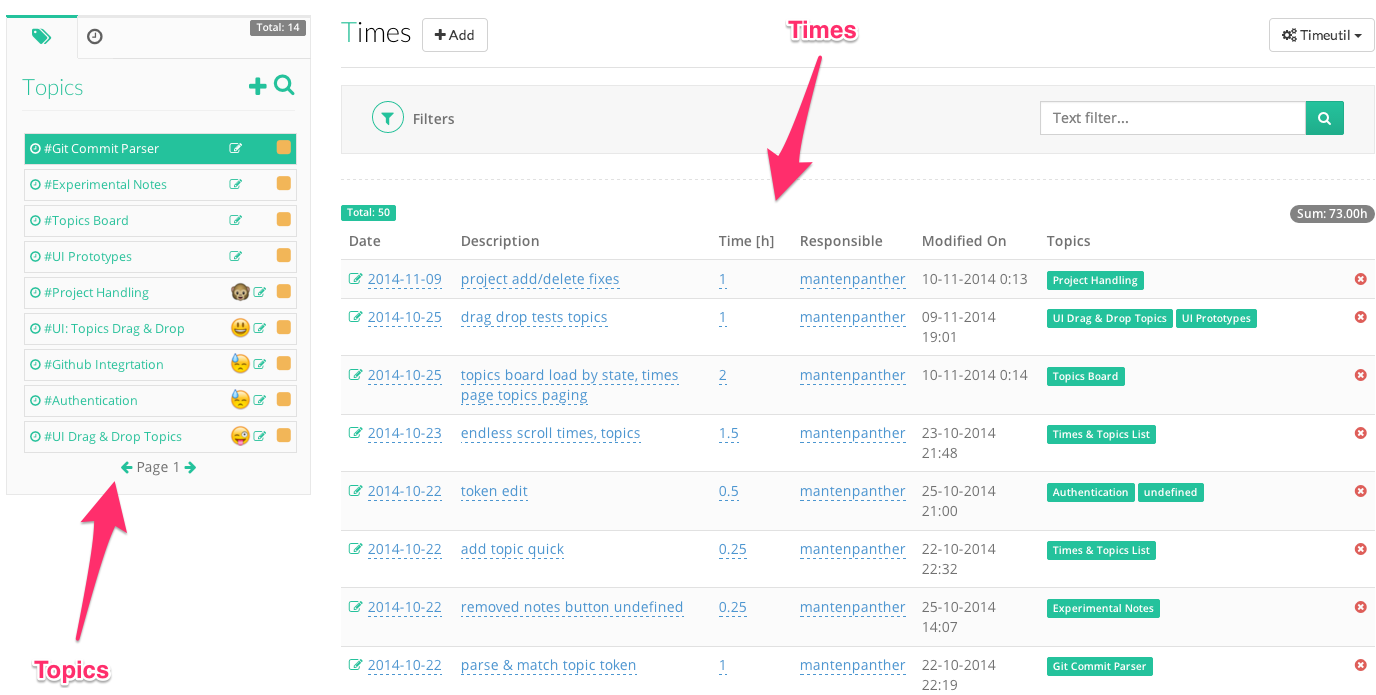 Total: 14
Topics
#Git Commit Parser
#Experimental Notes
#Topics Board
#UI Prototypes
#Project Handling
#UI: Topics Drag & Drop
#Github Integrtation
#Authentication
#UI Drag & Drop Topics
Page 1
Topics
Times
Add
Times
Timeutil
Filters
Text filter...
Total: 50
Sum: 73.00h
Date Description Time [h] Responsible Modified On Topics
2014-11-09 project add/delete fixes 1 mantenpanther 10-11-2014 0:13 Project Handling
2014-10-25 drag drop tests topics 1 mantenpanther 09-11-2014 UI Drag & Drop Topics UI Prototypes
19:01
2014-10-25 topics board load by state, times 2 mantenpanther 10-11-2014 0:14 Topics Board
page topics paging
2014-10-23 endless scroll times, topics 1.5 mantenpanther 23-10-2014 Times & Topics List
21:48
2014-10-22 token edit 0.5 mantenpanther 25-10-2014 Authentication undefined
21:00
2014-10-22 add topic quick 0.25 mantenpanther 22-10-2014 Times & Topics List
22:32
2014-10-22 removed notes button undefined 0.25 mantenpanther 25-10-2014 Experimental Notes
14:07
2014-10-22 parse & match topic token 1 mantenpanther 22-10-2014 Git Commit Parser
22:19